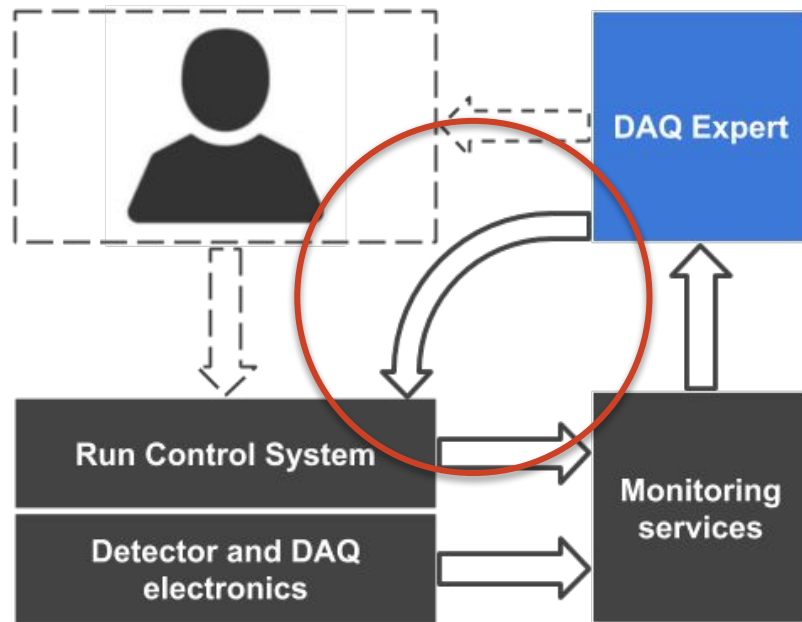 DAQ Expert
Run Control System
Monitoring
services
Detector and DAQ
electronics